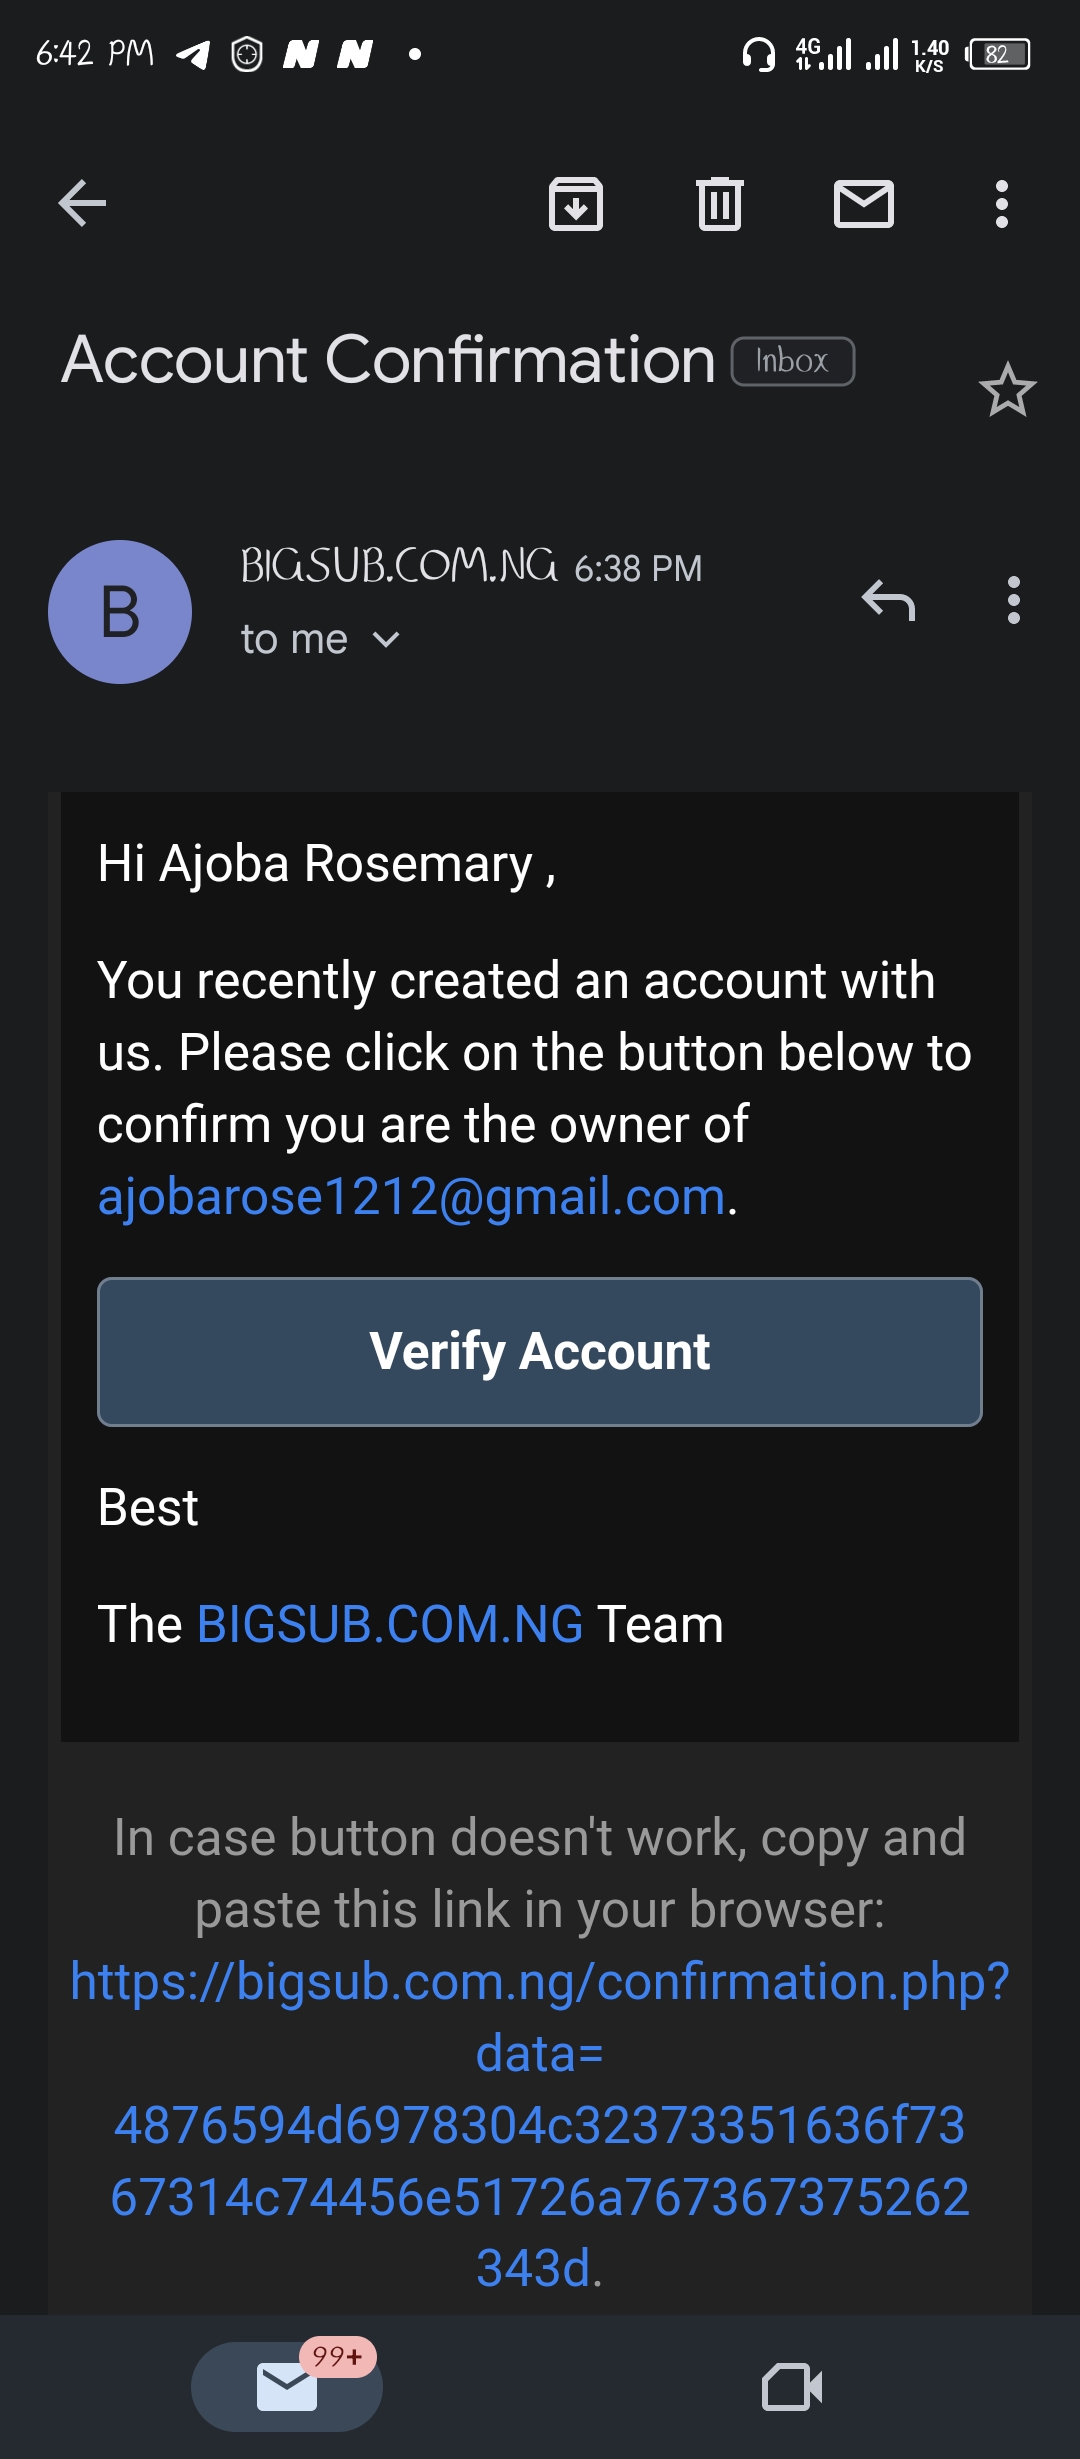 6:42 PM 4G 1.40 K/S 82
Account Confirmation Inbox
B
BIGSUB.COM.NG 6:38 PM
to me
Hi Ajoba Rosemary ,
You recently created an account with
us. Please click on the button below to
confirm you are the owner of
ajobarose1212@gmail.com.
Verify Account
Best
The BIGSUB.COM.NG Team
In case button doesn't work, copy and
paste this link in your browser:
https://bigsub.com.ng/confirmation.php?
data=
4876594d6978304c32373351636f73
67314c74456e51726a767367375262
343d.
99+